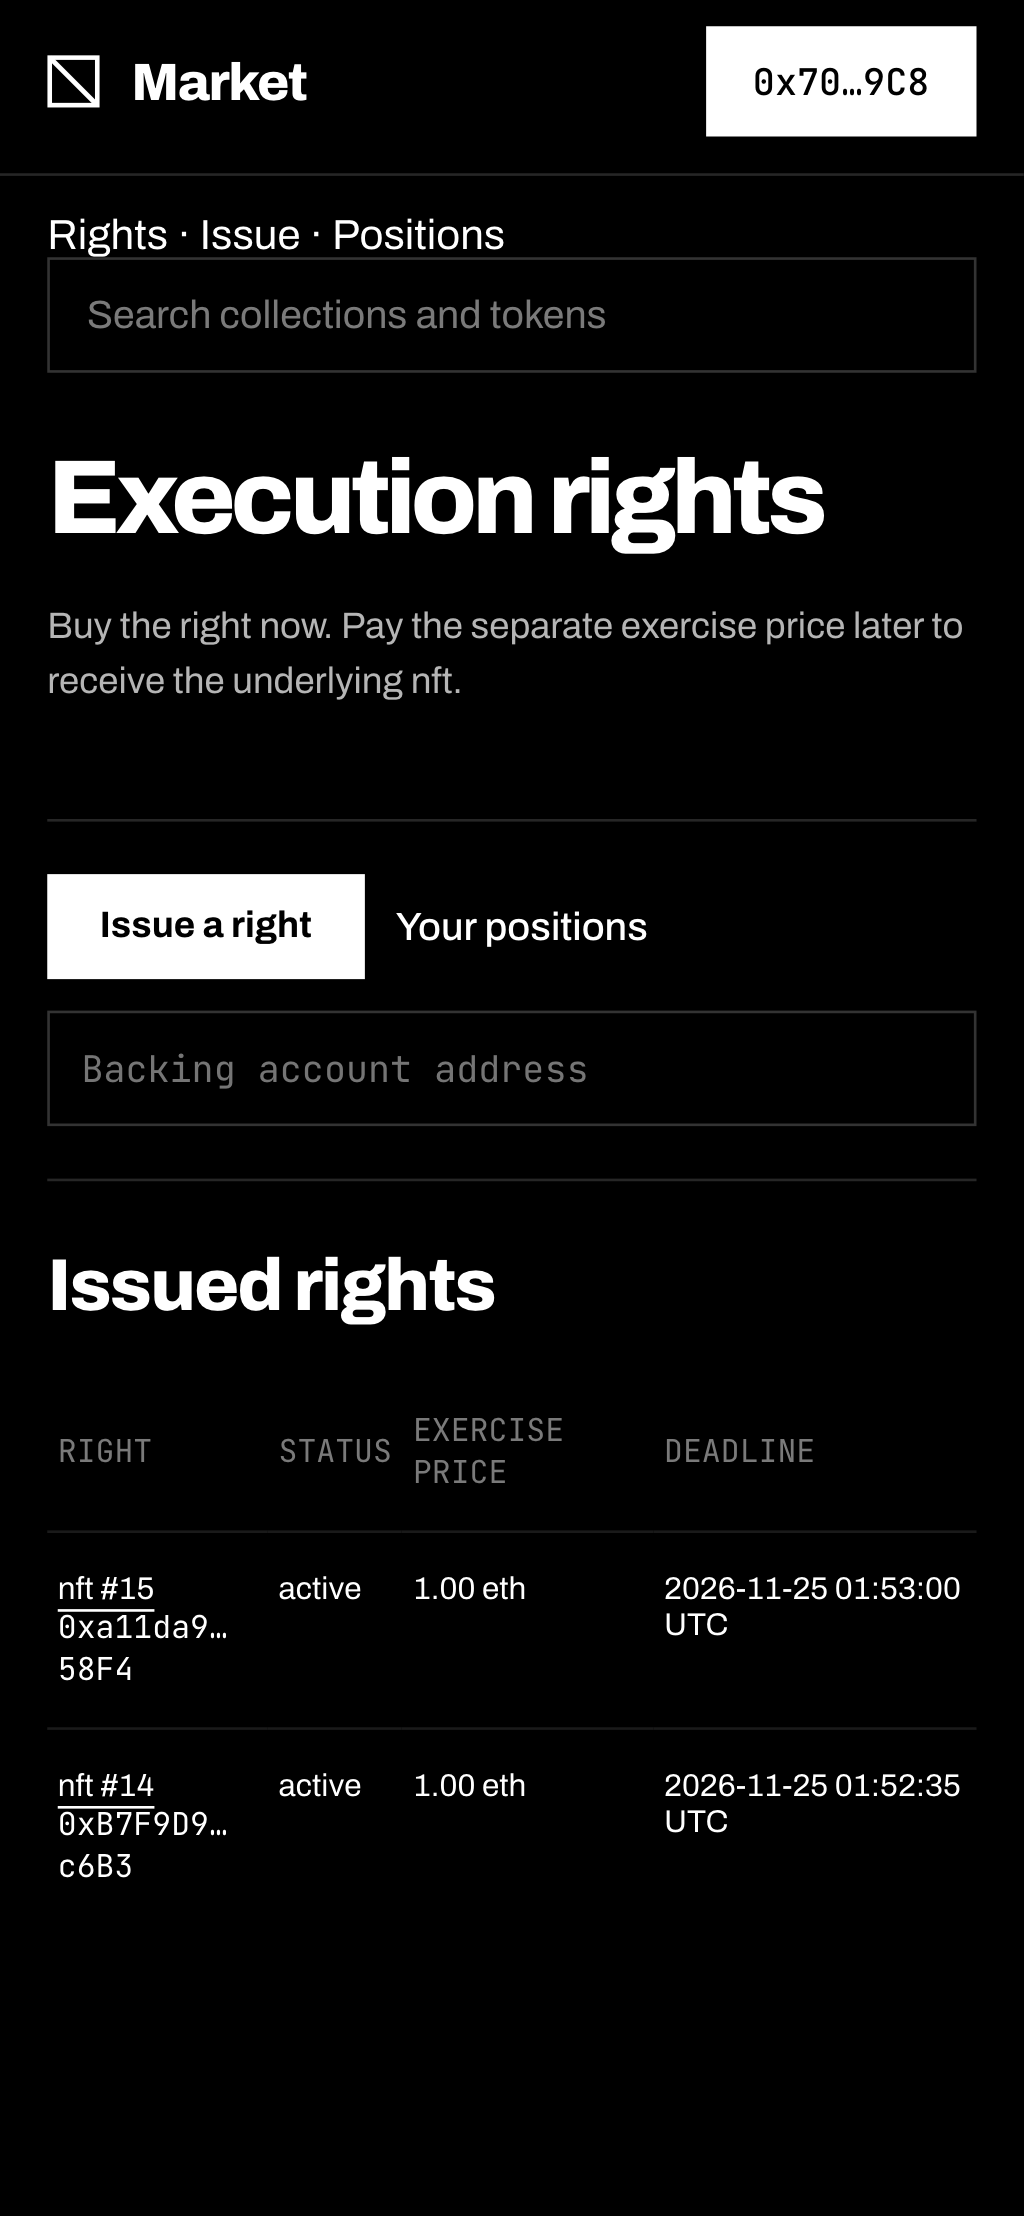 Market
0x70…9C8
Rights · Issue · Positions
Search collections and tokens
Execution rights
Buy the right now. Pay the separate exercise price later to
receive the underlying nft.
Issue a right
Your positions
Backing account address
Issued rights
RIGHT STATUS EXERCISE PRICE DEADLINE
nft #15 active 1.00 eth 2026-11-25 01:53:00
UTC
0xa11da9…
58F4
nft #14 active 1.00 eth 2026-11-25 01:52:35
UTC
0xB7F9D9…
c6B3